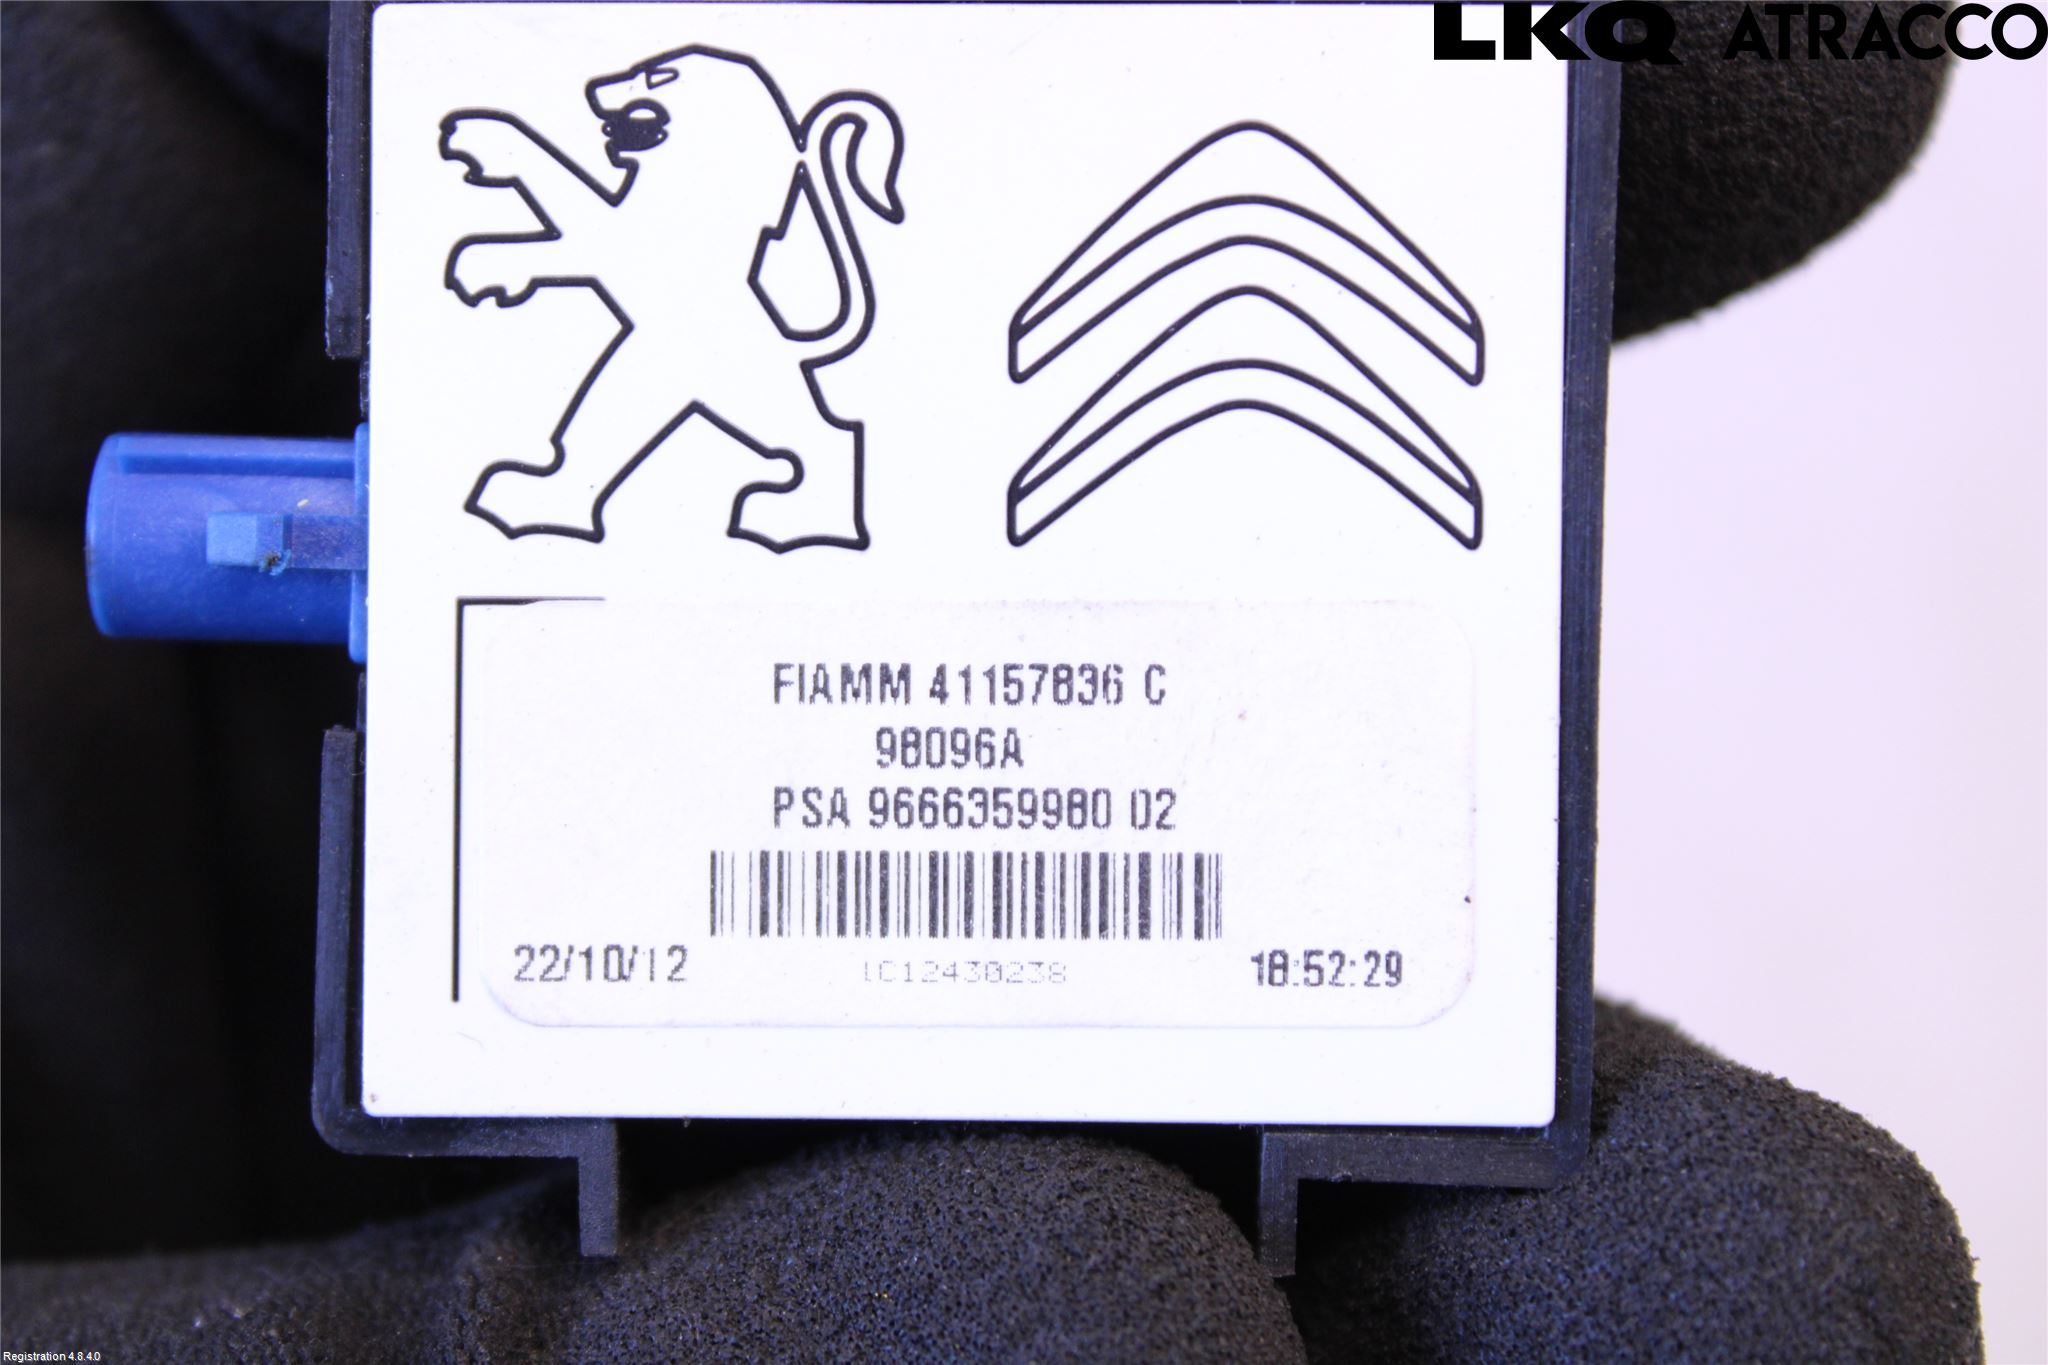 LKQ ATRACCO
FIAMM 41157836 C
98096A
PSA 9666359980 02
22/10/12 1C12430238 18:52:29
Registration 4.8.4.0